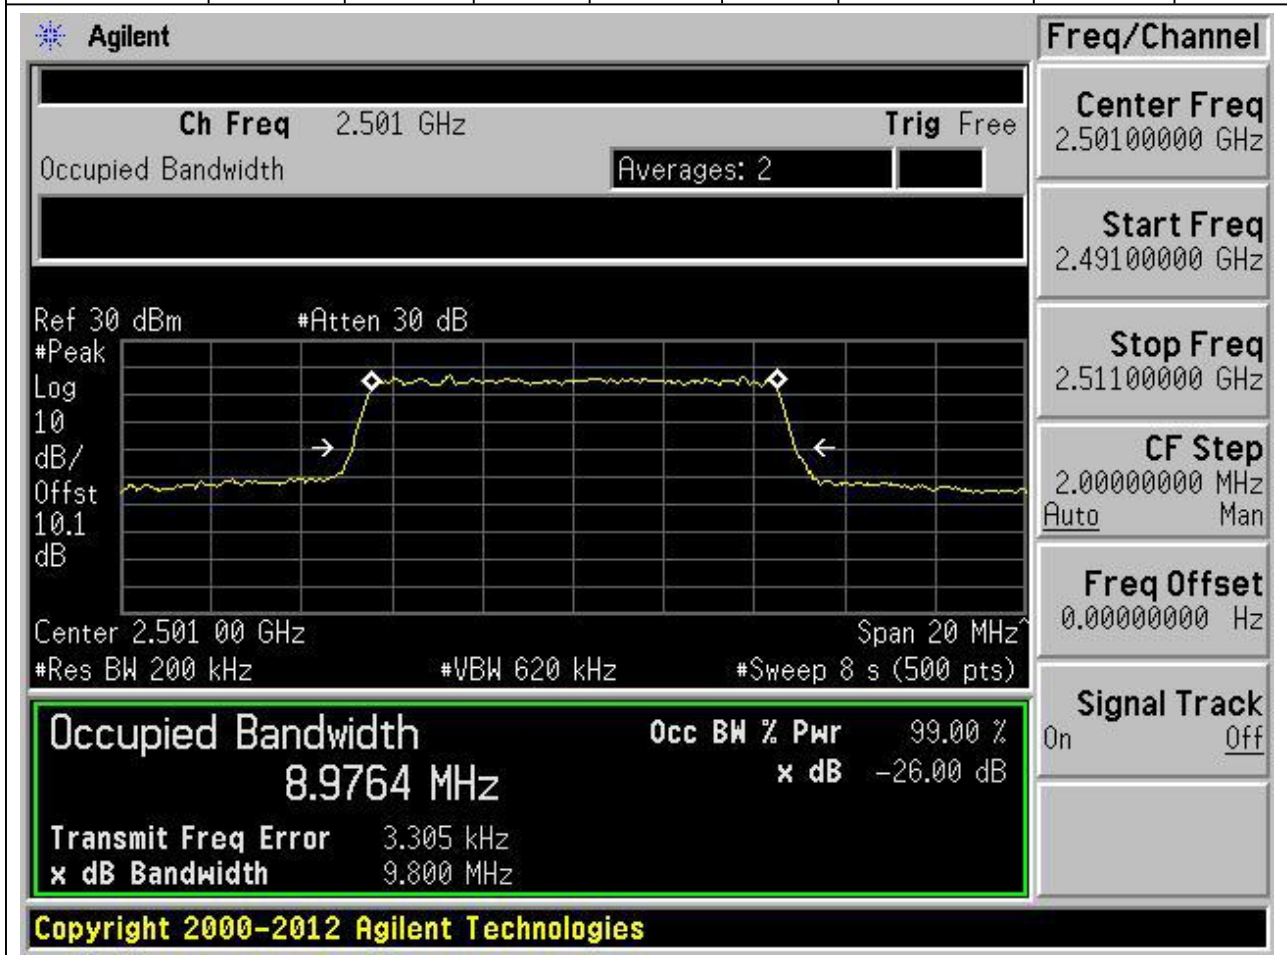 Agilent
Freq/Channel
Ch Freq 2.501 GHz Trig Free
Occupied Bandwidth Averages: 2
Center Freq
2.50100000 GHz
Start Freq
2.49100000 GHz
Stop Freq
2.51100000 GHz
CF Step
2.00000000 MHz
Auto Man
Freq Offset
0.00000000 Hz
Signal Track
On Off
Ref 30 dBm #Atten 30 dB
#Peak
Log
10
dB/
Offst
10.1
dB
Center 2.501 00 GHz Span 20 MHz^
#Res BW 200 kHz #VBW 620 kHz #Sweep 8 s (500 pts)
Occupied Bandwidth
8.9764 MHz
Occ BW % Pwr 99.00 %
x dB -26.00 dB
Transmit Freq Error 3.305 kHz
x dB Bandwidth 9.800 MHz
Copyright 2000-2012 Agilent Technologies